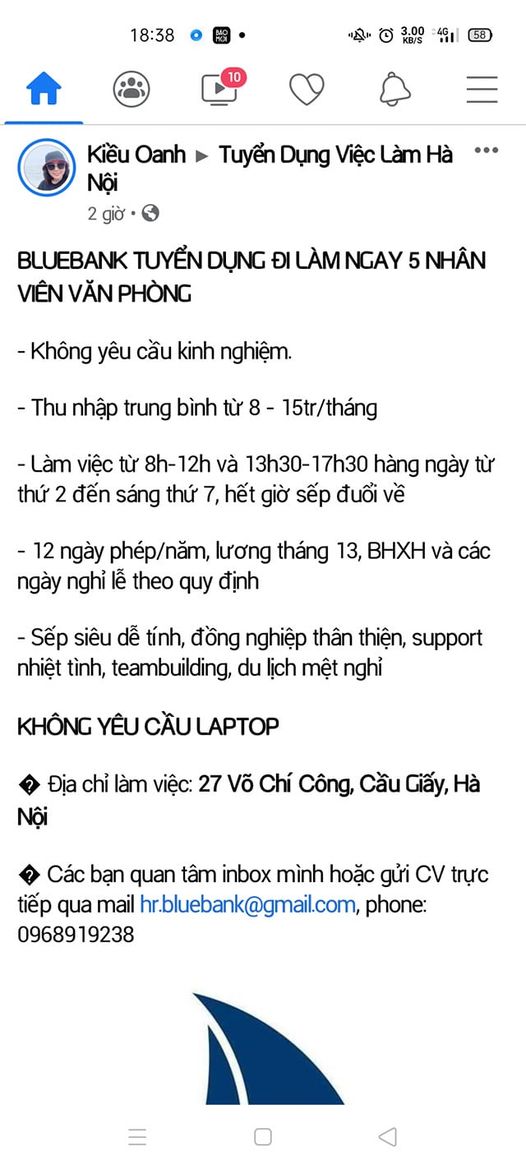 18:38 BÁO MỚI 3.00 KB/S 4G 58
10
Kiều Oanh ▸ Tuyển Dụng Việc Làm Hà
Nội
2 giờ •
BLUEBANK TUYỂN DỤNG ĐI LÀM NGAY 5 NHÂN
VIÊN VĂN PHÒNG
- Không yêu cầu kinh nghiệm.
- Thu nhập trung bình từ 8 - 15tr/tháng
- Làm việc từ 8h-12h và 13h30-17h30 hàng ngày từ
thứ 2 đến sáng thứ 7, hết giờ sếp đuổi về
- 12 ngày phép/năm, lương tháng 13, BHXH và các
ngày nghỉ lễ theo quy định
- Sếp siêu dễ tính, đồng nghiệp thân thiện, support
nhiệt tình, teambuilding, du lịch mệt nghỉ
KHÔNG YÊU CẦU LAPTOP
� Địa chỉ làm việc: 27 Võ Chí Công, Cầu Giấy, Hà
Nội
� Các bạn quan tâm inbox mình hoặc gửi CV trực
tiếp qua mail hr.bluebank@gmail.com, phone:
0968919238